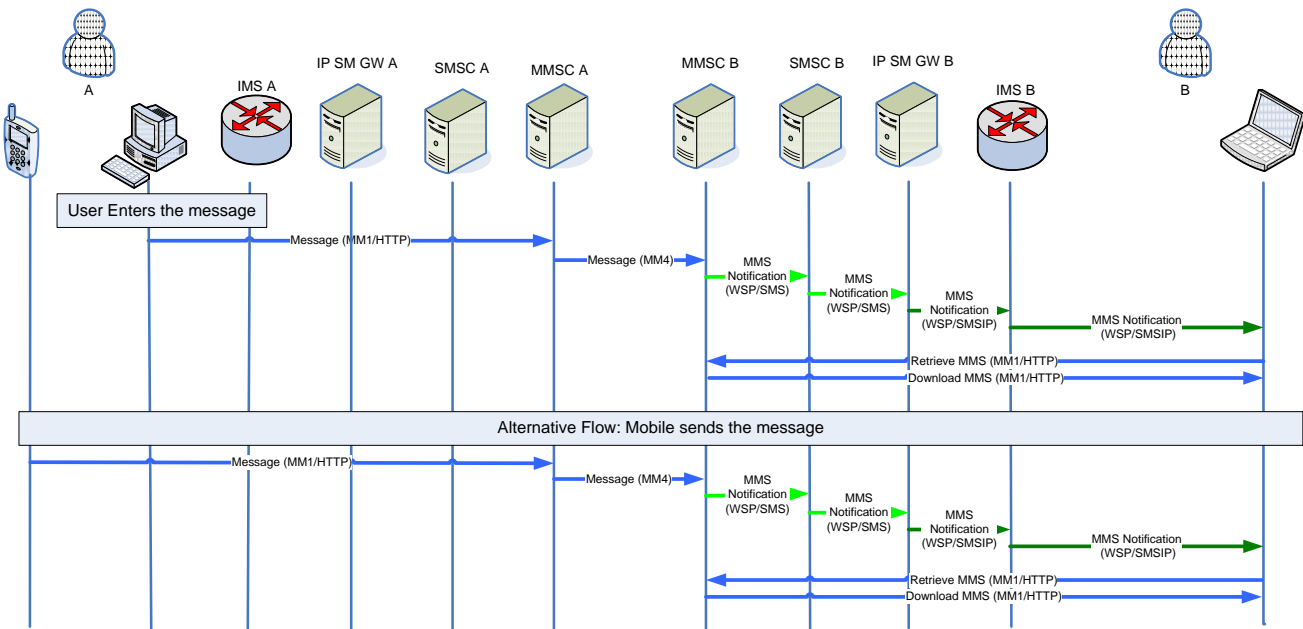 A
B
IMS A
IP SM GW A
SMSC A
MMSC A
MMSC B
SMSC B
IP SM GW B
IMS B
User Enters the message
Message (MM1/HTTP)
Message (MM4)
MMS
Notification
(WSP/SMS)
MMS
Notification
(WSP/SMS)
MMS
Notification
(WSP/SMSIP)
MMS Notification
(WSP/SMSIP)
Retrieve MMS (MM1/HTTP)
Download MMS (MM1/HTTP)
Alternative Flow: Mobile sends the message
Message (MM1/HTTP)
Message (MM4)
MMS
Notification
(WSP/SMS)
MMS
Notification
(WSP/SMS)
MMS
Notification
(WSP/SMSIP)
MMS Notification
(WSP/SMSIP)
Retrieve MMS (MM1/HTTP)
Download MMS (MM1/HTTP)